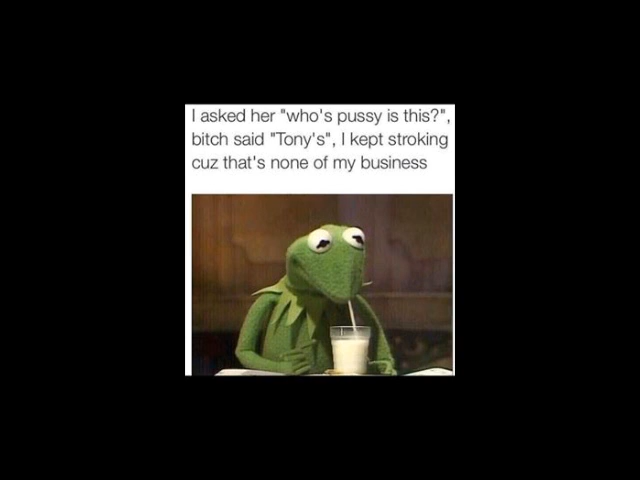 I asked her "who's pussy is this?",
bitch said "Tony's", I kept stroking
cuz that's none of my business